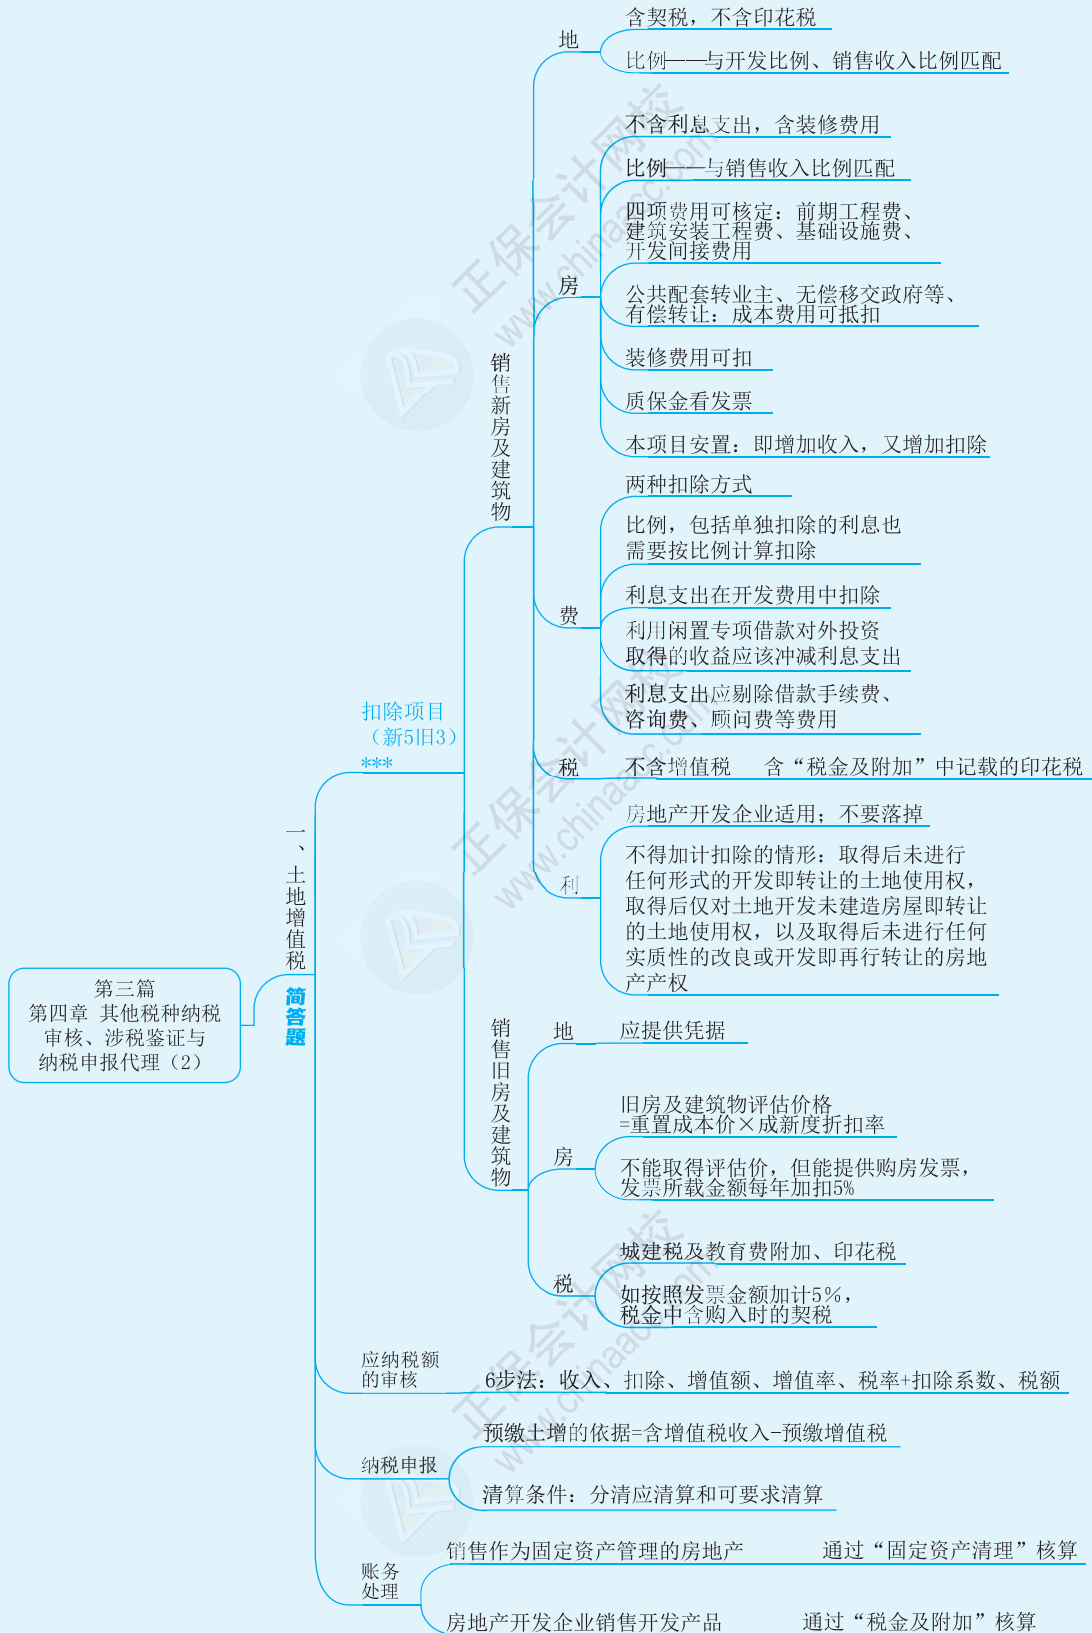 第三篇
第四章 其他税种纳税
审核、涉税鉴证与
纳税申报代理（2）
一、土地增值税
简答题
扣除项目
（新5旧3）
***
销售新房及建筑物
地
含契税，不含印花税
比例——与开发比例、销售收入比例匹配
房
不含利息支出，含装修费用
比例——与销售收入比例匹配
四项费用可核定：前期工程费、
建筑安装工程费、基础设施费、
开发间接费用
公共配套转业主、无偿移交政府等、
有偿转让：成本费用可抵扣
装修费用可扣
质保金看发票
本项目安置：即增加收入，又增加扣除
费
两种扣除方式
比例，包括单独扣除的利息也
需要按比例计算扣除
利息支出在开发费用中扣除
利用闲置专项借款对外投资
取得的收益应该冲减利息支出
利息支出应剔除借款手续费、
咨询费、顾问费等费用
税
不含增值税 含“税金及附加”中记载的印花税
利
房地产开发企业适用；不要落掉
不得加计扣除的情形：取得后未进行
任何形式的开发即转让的土地使用权，
取得后仅对土地开发未建造房屋即转让
的土地使用权，以及取得后未进行任何
实质性的改良或开发即再行转让的房地
产产权
销售旧房及建筑物
地
应提供凭据
房
旧房及建筑物评估价格
=重置成本价×成新度折扣率
不能取得评估价，但能提供购房发票，
发票所载金额每年加扣5%
税
城建税及教育费附加、印花税
如按照发票金额加计5%，
税金中含购入时的契税
应纳税额
的审核
6步法：收入、扣除、增值额、增值率、税率+扣除系数、税额
纳税申报
预缴土增的依据=含增值税收入-预缴增值税
清算条件：分清应清算和可要求清算
账务
处理
销售作为固定资产管理的房地产 通过“固定资产清理”核算
房地产开发企业销售开发产品 通过“税金及附加”核算
正保会计网校
www.chinaacc.com
正保会计网校
www.chinaacc.com
正保会计网校
www.chinaacc.com